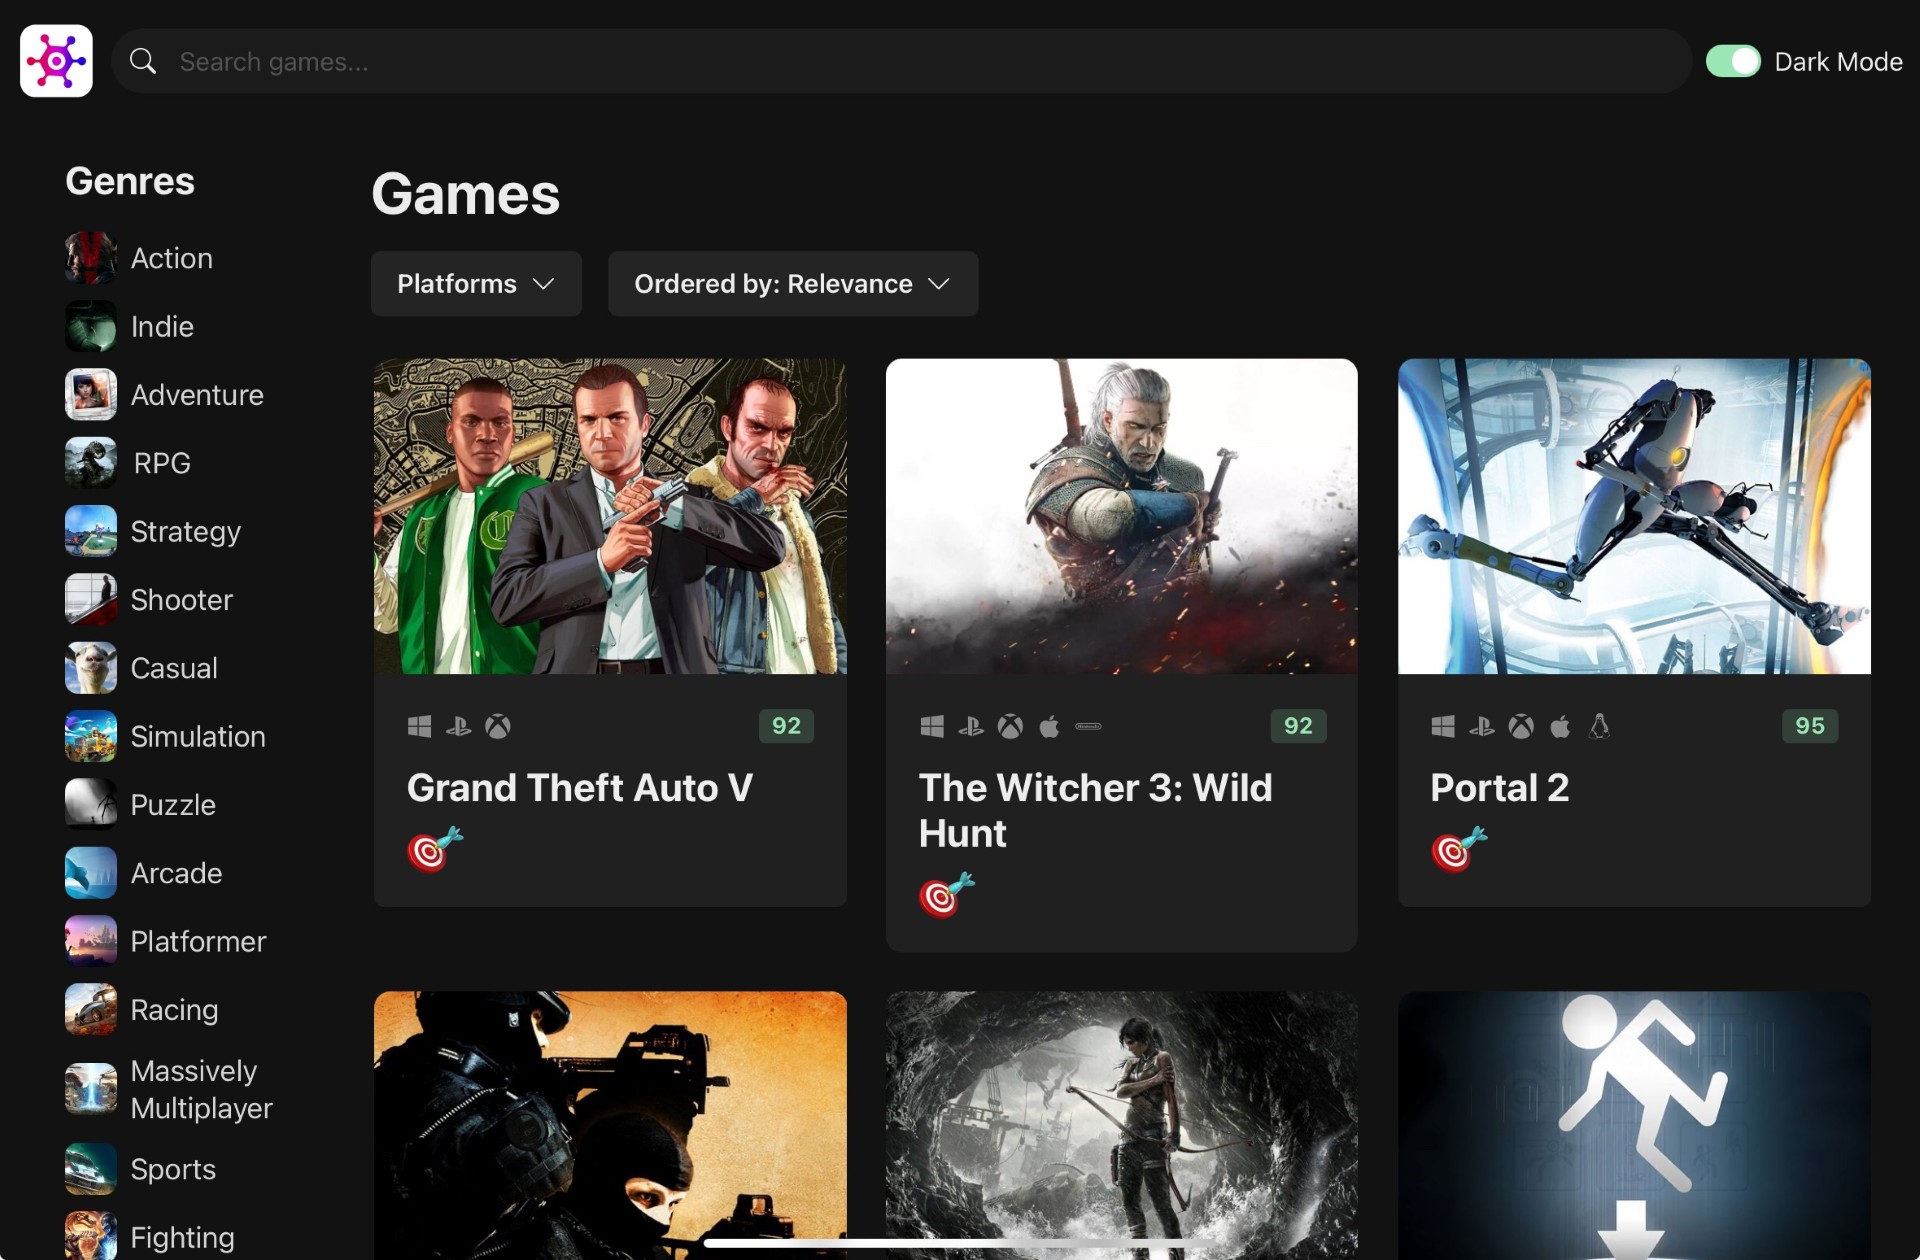 Search games...
Dark Mode
Genres
Action
Indie
Adventure
RPG
Strategy
Shooter
Casual
Simulation
Puzzle
Arcade
Platformer
Racing
Massively
Multiplayer
Sports
Fighting
Games
Platforms
Ordered by: Relevance
92
Grand Theft Auto V
92
The Witcher 3: Wild
Hunt
95
Portal 2